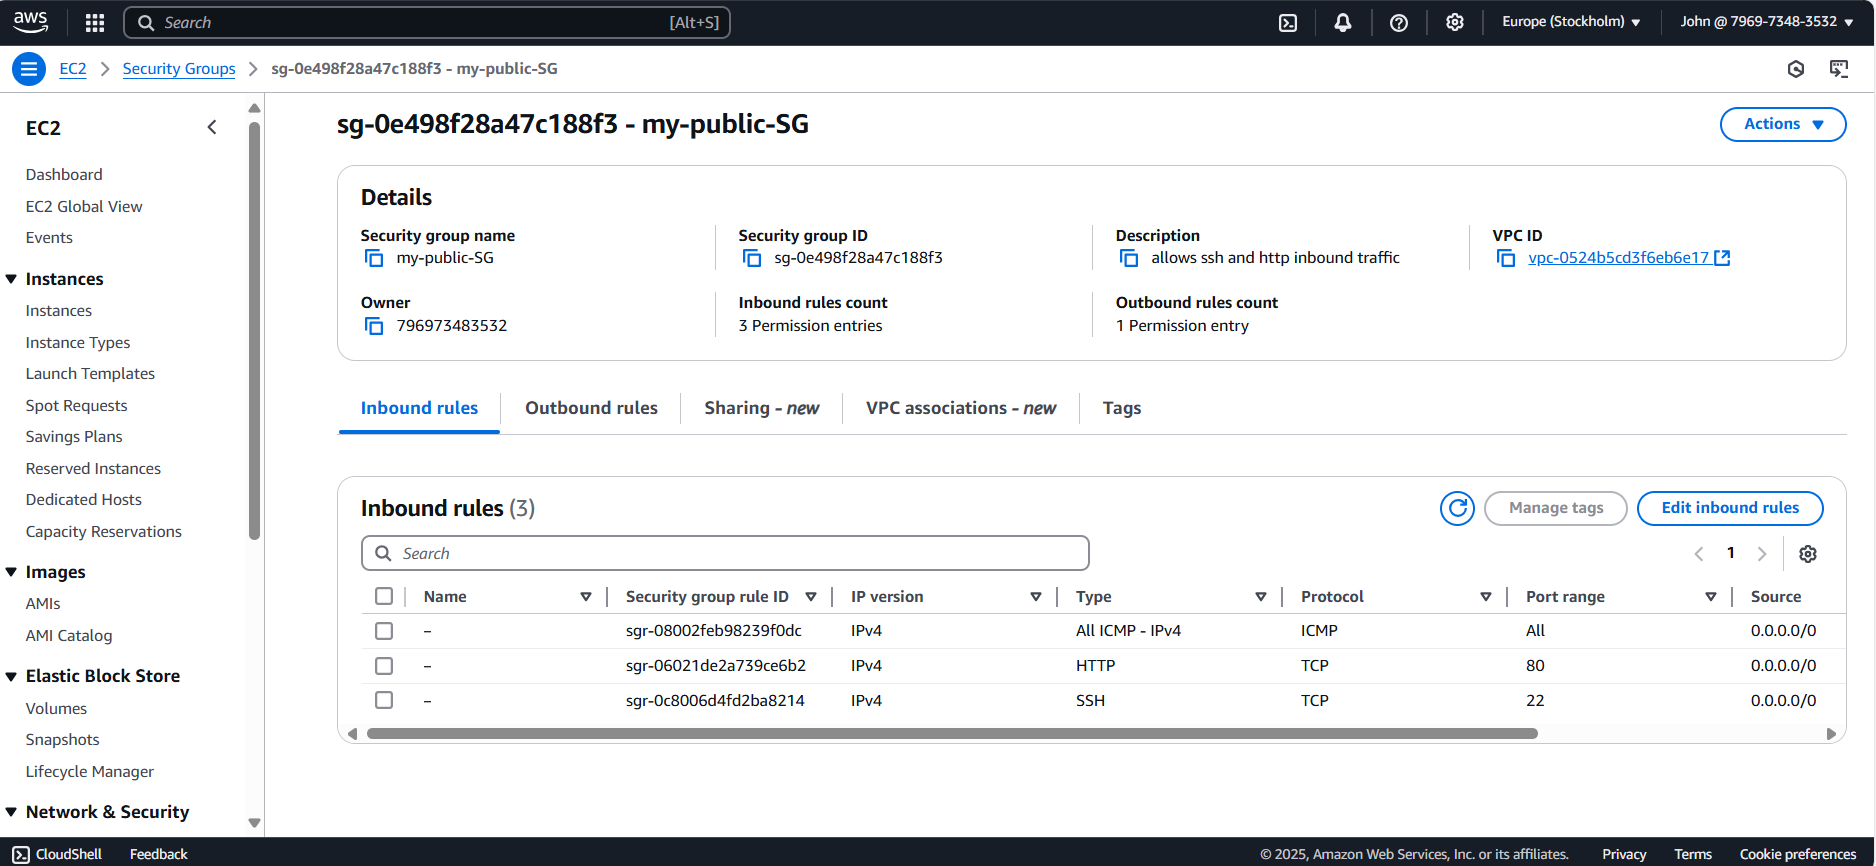 aws Search [Alt+S] Europe (Stockholm) John @ 7969-7348-3532
EC2 Security Groups sg-0e498f28a47c188f3 - my-public-SG
EC2
Dashboard
EC2 Global View
Events
Instances
Instances
Instance Types
Launch Templates
Spot Requests
Savings Plans
Reserved Instances
Dedicated Hosts
Capacity Reservations
Images
AMIs
AMI Catalog
Elastic Block Store
Volumes
Snapshots
Lifecycle Manager
Network & Security
sg-0e498f28a47c188f3 - my-public-SG
Actions
Details
Security group name
my-public-SG
Security group ID
sg-0e498f28a47c188f3
Description
allows ssh and http inbound traffic
VPC ID
vpc-0524b5cd3f6eb6e17
Owner
796973483532
Inbound rules count
3 Permission entries
Outbound rules count
1 Permission entry
Inbound rules Outbound rules Sharing - new VPC associations - new Tags
Inbound rules (3)
Manage tags Edit inbound rules
Search
1
Name Security group rule ID IP version Type Protocol Port range Source
– sgr-08002feb98239f0dc IPv4 All ICMP - IPv4 ICMP All 0.0.0.0/0
– sgr-06021de2a739ce6b2 IPv4 HTTP TCP 80 0.0.0.0/0
– sgr-0c8006d4fd2ba8214 IPv4 SSH TCP 22 0.0.0.0/0
CloudShell Feedback © 2025, Amazon Web Services, Inc. or its affiliates. Privacy Terms Cookie preferences